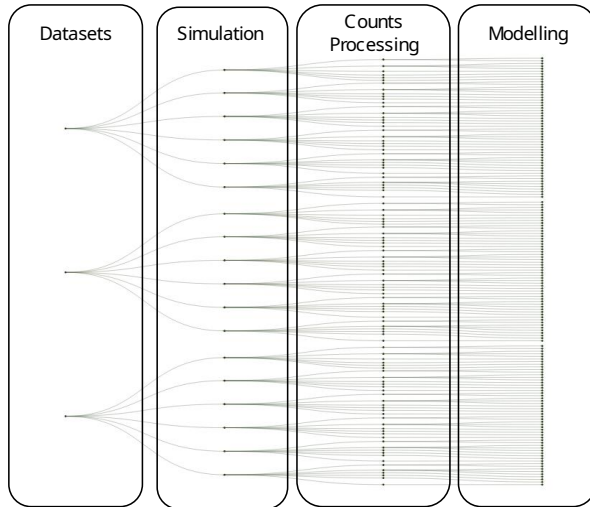 Datasets
Simulation
Counts
Processing
Modelling